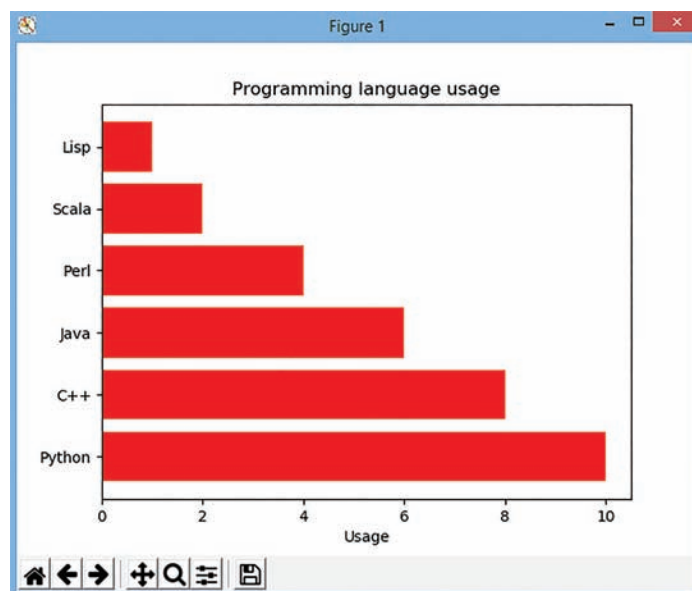 Figure 1
Programming language usage
Lisp
Scala
Perl
Java
C++
Python
0 2 4 6 8 10
Usage